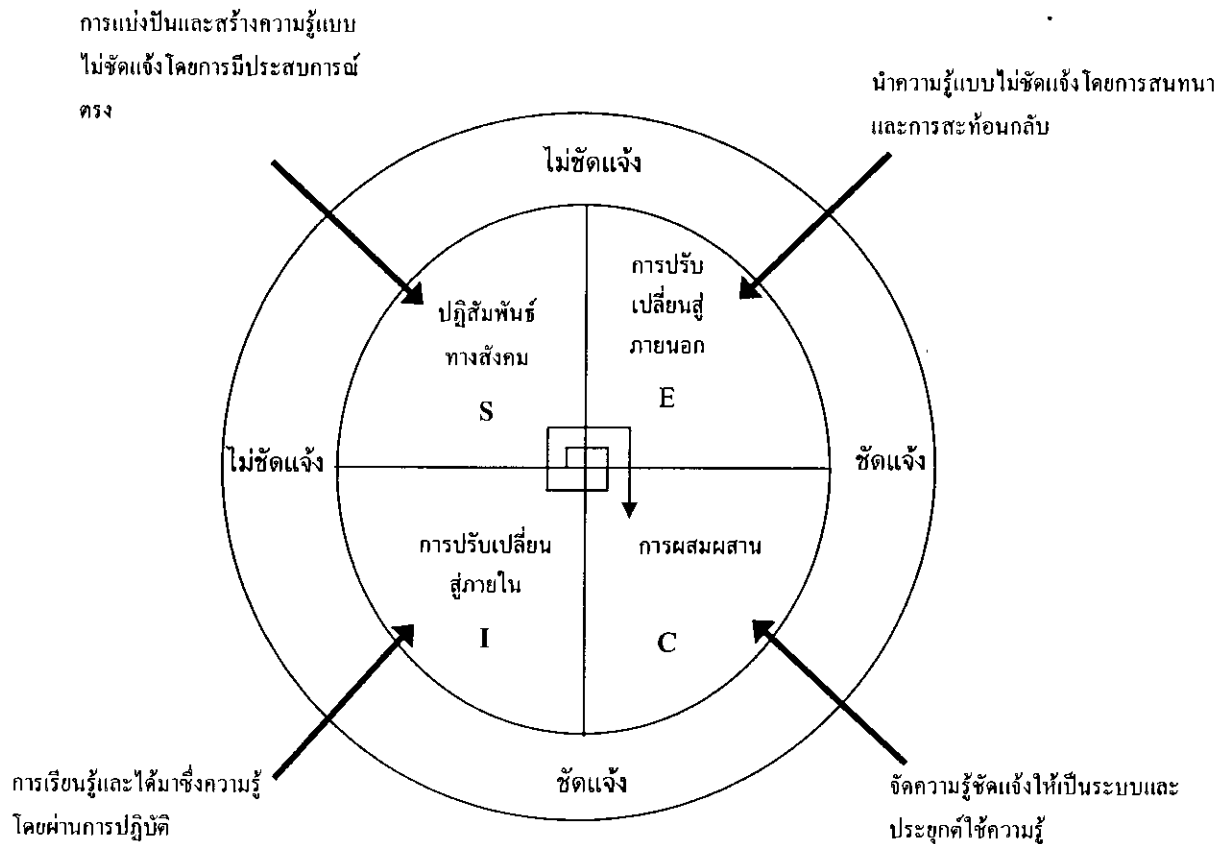 การแบ่งปันและสร้างความรู้แบบ
ไม่ชัดแจ้งโดยการมีประสบการณ์
ตรง
นำความรู้แบบไม่ชัดแจ้งโดยการสนทนา
และการสะท้อนกลับ
ไม่ชัดแจ้ง
ปฏิสัมพันธ์
ทางสังคม
S
การปรับ
เปลี่ยนสู่
ภายนอก
E
ไม่ชัดแจ้ง
ชัดแจ้ง
การปรับเปลี่ยน
สู่ภายใน
I
การผสมผสาน
C
ชัดแจ้ง
การเรียนรู้และได้มาซึ่งความรู้
โดยผ่านการปฏิบัติ
จัดความรู้ชัดแจ้งให้เป็นระบบและ
ประยุกต์ใช้ความรู้